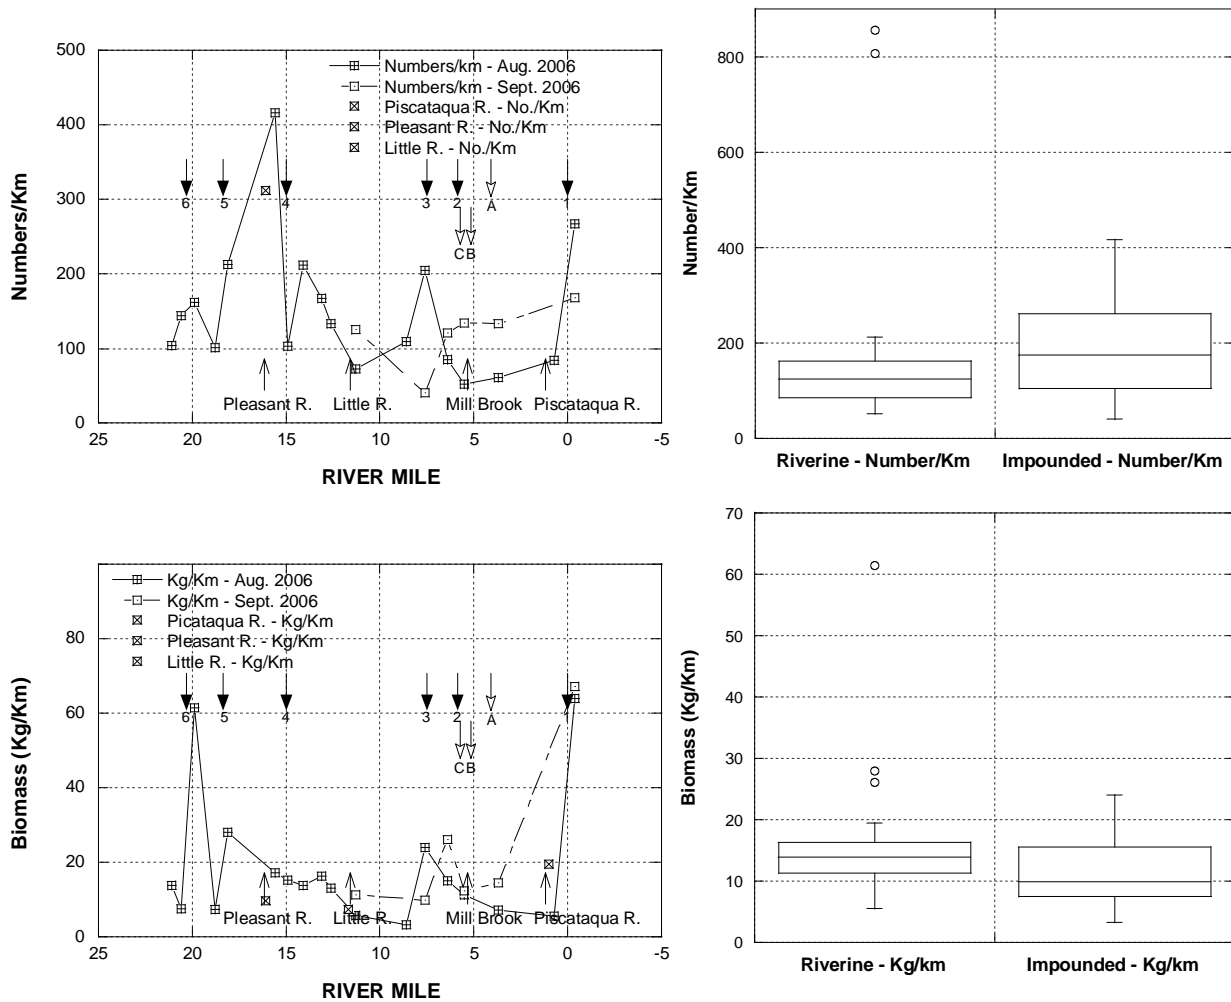 500
400
300
200
100
0
Numbers/Km
Numbers/km - Aug. 2006
Numbers/km - Sept. 2006
Piscataqua R. - No./Km
Pleasant R. - No./Km
Little R. - No./Km
6 5 4 3 2 A 1
C B
Pleasant R. Little R. Mill Brook Piscataqua R.
25 20 15 10 5 0 -5
RIVER MILE
800
600
400
200
0
Number/Km
Riverine - Number/Km Impounded - Number/Km
80
60
40
20
0
Biomass (Kg/Km)
Kg/Km - Aug. 2006
Kg/Km - Sept. 2006
Picataqua R. - Kg/Km
Pleasant R. - Kg/Km
Little R. - Kg/Km
6 5 4 3 2 A 1
C B
Pleasant R. Little R. Mill Brook Piscataqua R.
25 20 15 10 5 0 -5
RIVER MILE
70
60
50
40
30
20
10
0
Biomass (Kg/Km)
Riverine - Kg/km Impounded - Kg/km